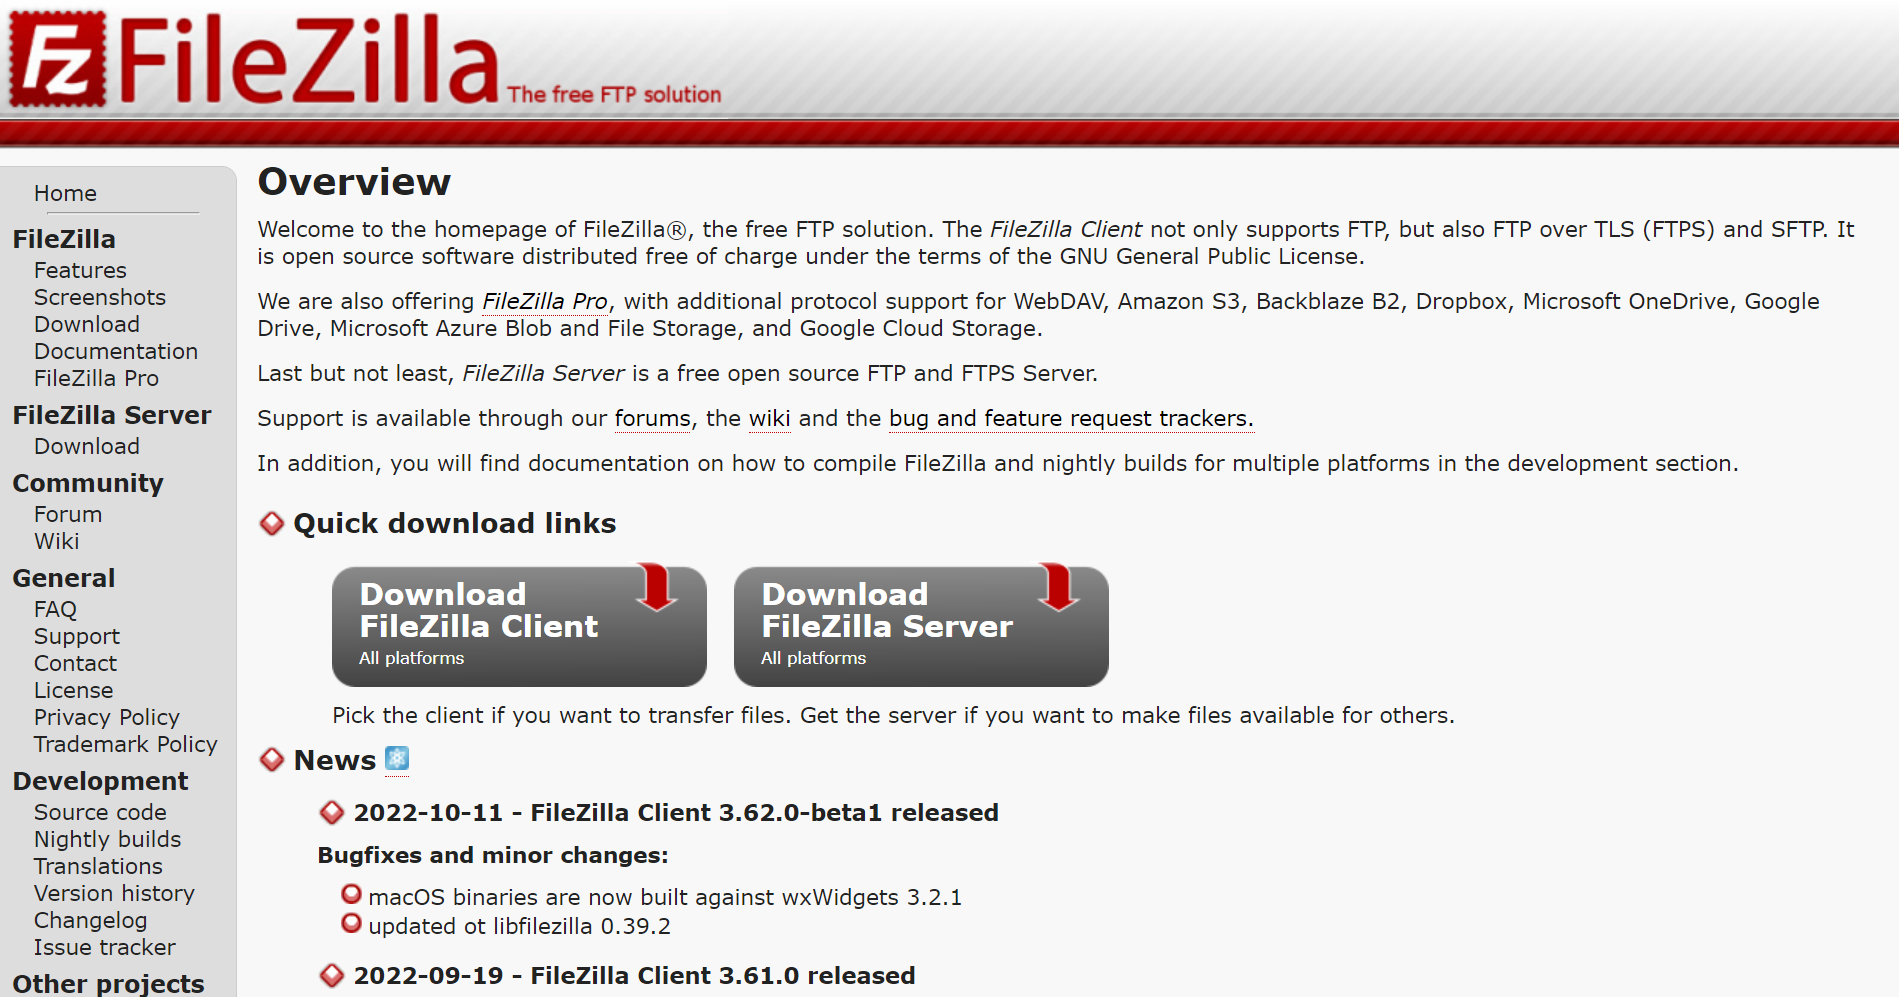 Fz FileZilla The free FTP solution
Home
FileZilla
Features
Screenshots
Download
Documentation
FileZilla Pro
FileZilla Server
Download
Community
Forum
Wiki
General
FAQ
Support
Contact
License
Privacy Policy
Trademark Policy
Development
Source code
Nightly builds
Translations
Version history
Changelog
Issue tracker
Other projects
Overview
Welcome to the homepage of FileZilla®, the free FTP solution. The FileZilla Client not only supports FTP, but also FTP over TLS (FTPS) and SFTP. It
is open source software distributed free of charge under the terms of the GNU General Public License.
We are also offering FileZilla Pro, with additional protocol support for WebDAV, Amazon S3, Backblaze B2, Dropbox, Microsoft OneDrive, Google
Drive, Microsoft Azure Blob and File Storage, and Google Cloud Storage.
Last but not least, FileZilla Server is a free open source FTP and FTPS Server.
Support is available through our forums, the wiki and the bug and feature request trackers.
In addition, you will find documentation on how to compile FileZilla and nightly builds for multiple platforms in the development section.
Quick download links
Download
FileZilla Client
All platforms
Download
FileZilla Server
All platforms
Pick the client if you want to transfer files. Get the server if you want to make files available for others.
News
2022-10-11 - FileZilla Client 3.62.0-beta1 released
Bugfixes and minor changes:
macOS binaries are now built against wxWidgets 3.2.1
updated ot libfilezilla 0.39.2
2022-09-19 - FileZilla Client 3.61.0 released